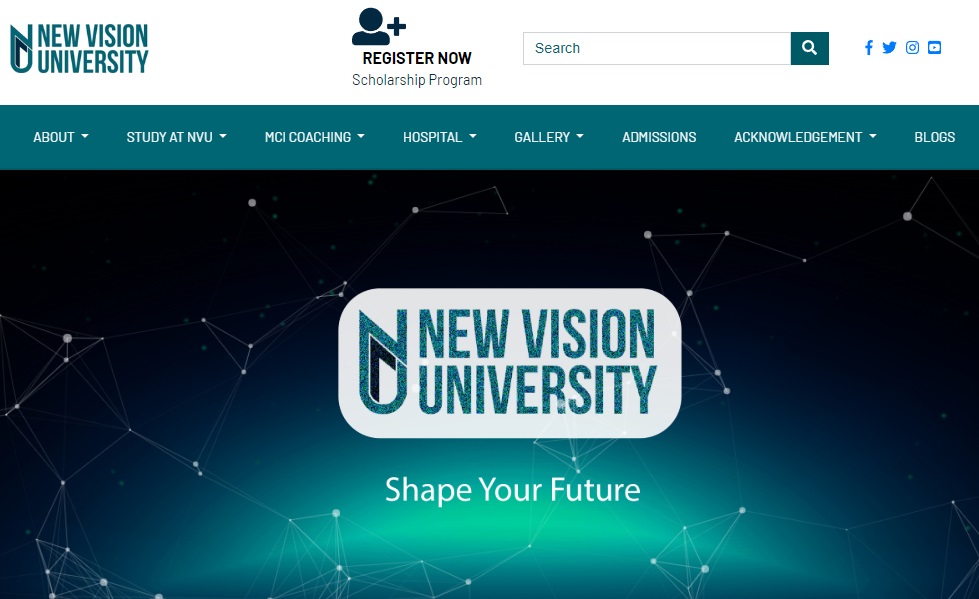 NEW VISION
UNIVERSITY
REGISTER NOW
Scholarship Program
Search
ABOUT STUDY AT NVU MCI COACHING HOSPITAL GALLERY ADMISSIONS ACKNOWLEDGEMENT BLOGS
NEW VISION
UNIVERSITY
Shape Your Future